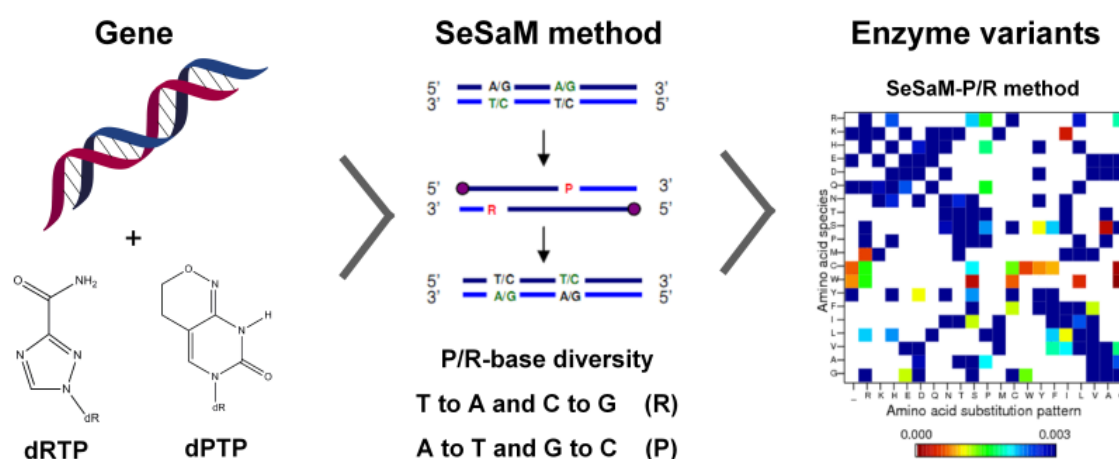 Gene
SeSaM method
Enzyme variants
+
O
NH₂
N
N
N
dR
dRTP
O
N
N
H
N
O
dR
dPTP
5' A/G A/G 3'
3' T/C T/C 5'
5' P 3'
3' R 5'
5' T/C T/C 3'
3' A/G A/G 5'
P/R-base diversity
T to A and C to G (R)
A to T and G to C (P)
SeSaM-P/R method
Amino acid species
R
K
H
E
D
Q
N
T
S
P
M
C
W
Y
F
I
L
V
A
G
_ R K H E D Q N T S P M C W Y F I L V A
Amino acid substitution pattern
0.000 0.003